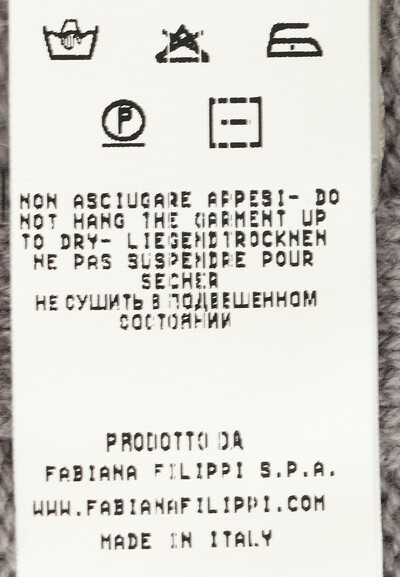 P
NON ASCIUGARE APPESI- DO
NOT HANG THE GARMENT UP
TO DRY- LIEGENDTROCKNEN
NE PAS SUSPENDRE POUR
SECHER
НЕ СУШИТЬ В ПОДВЕШЕННОМ
СОСТОЯНИИ
PRODOTTO DA
FABIANA FILIPPI S.P.A.
WWW.FABIANAFILIPPI.COM
MADE IN ITALY